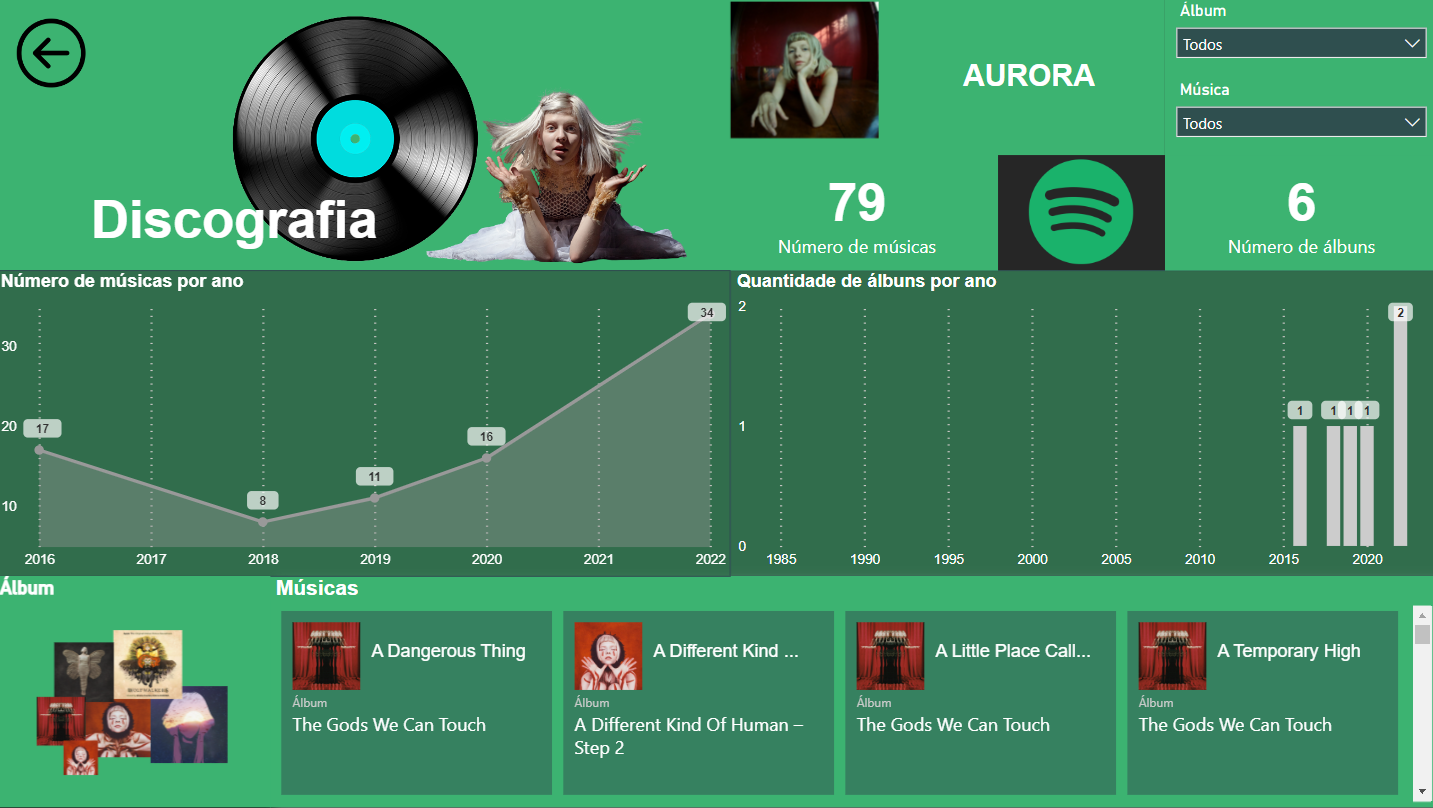 Discografia
AURORA
Álbum
Todos
Música
Todos
79
Número de músicas
6
Número de álbuns
Número de músicas por ano
30
20
10
17
8
11
16
34
2016
2017
2018
2019
2020
2021
2022
Quantidade de álbuns por ano
2
1
0
1
1
1
1
2
1985
1990
1995
2000
2005
2010
2015
2020
Álbum
Músicas
A Dangerous Thing
Álbum
The Gods We Can Touch
A Different Kind ...
Álbum
A Different Kind Of Human –
Step 2
A Little Place Call...
Álbum
The Gods We Can Touch
A Temporary High
Álbum
The Gods We Can Touch